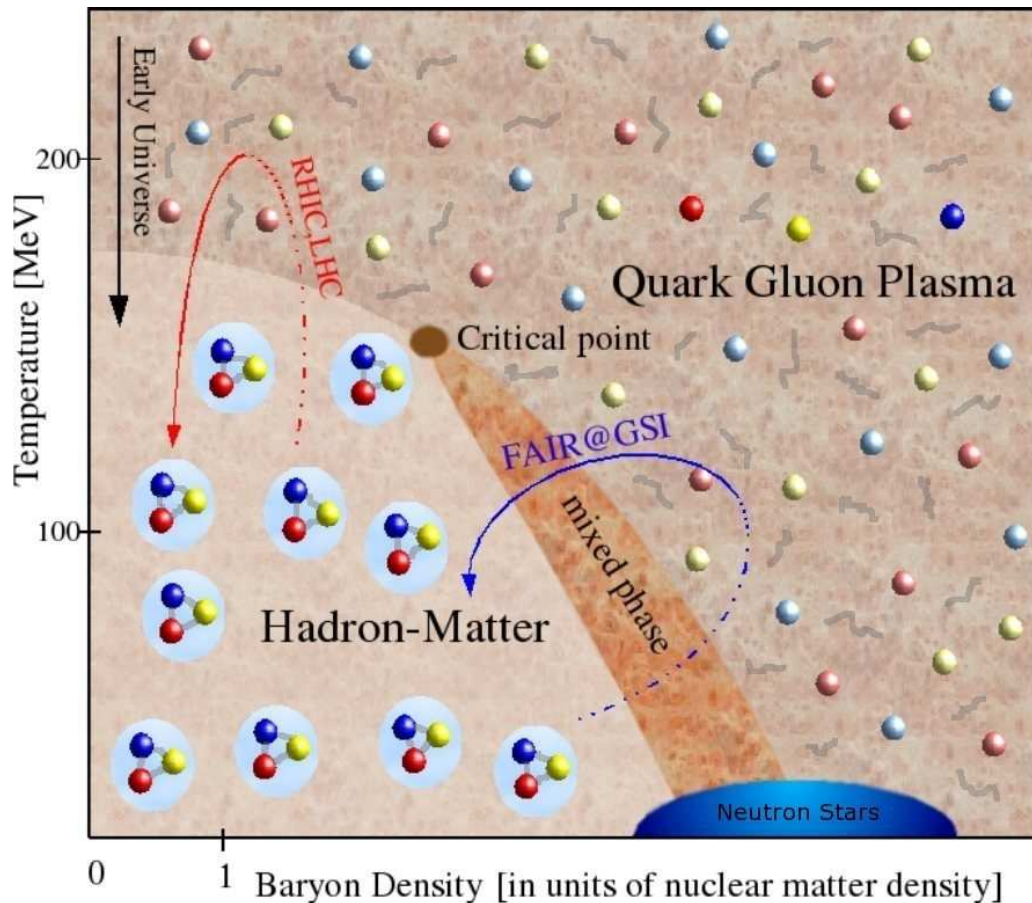 Early Universe
200
RHIC,LHC
Temperature [MeV]
Quark Gluon Plasma
Critical point
FAIR@GSI
100
mixed phase
Hadron-Matter
Neutron Stars
0
1
Baryon Density [in units of nuclear matter density]